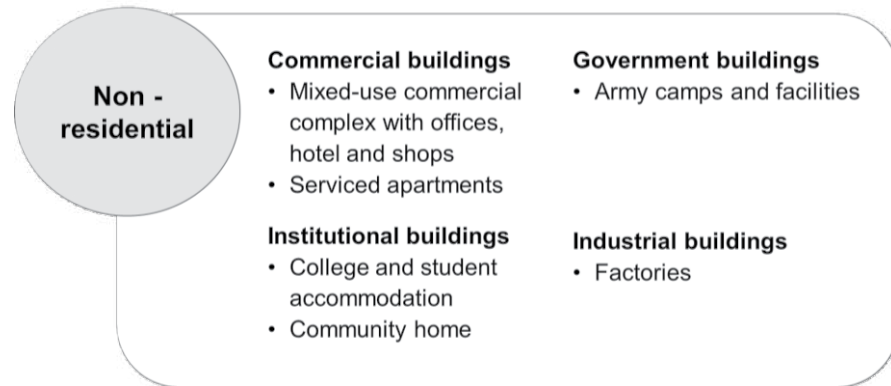 Non -
residential
Commercial buildings
• Mixed-use commercial
complex with offices,
hotel and shops
• Serviced apartments
Government buildings
• Army camps and facilities
Institutional buildings
• College and student
accommodation
• Community home
Industrial buildings
• Factories